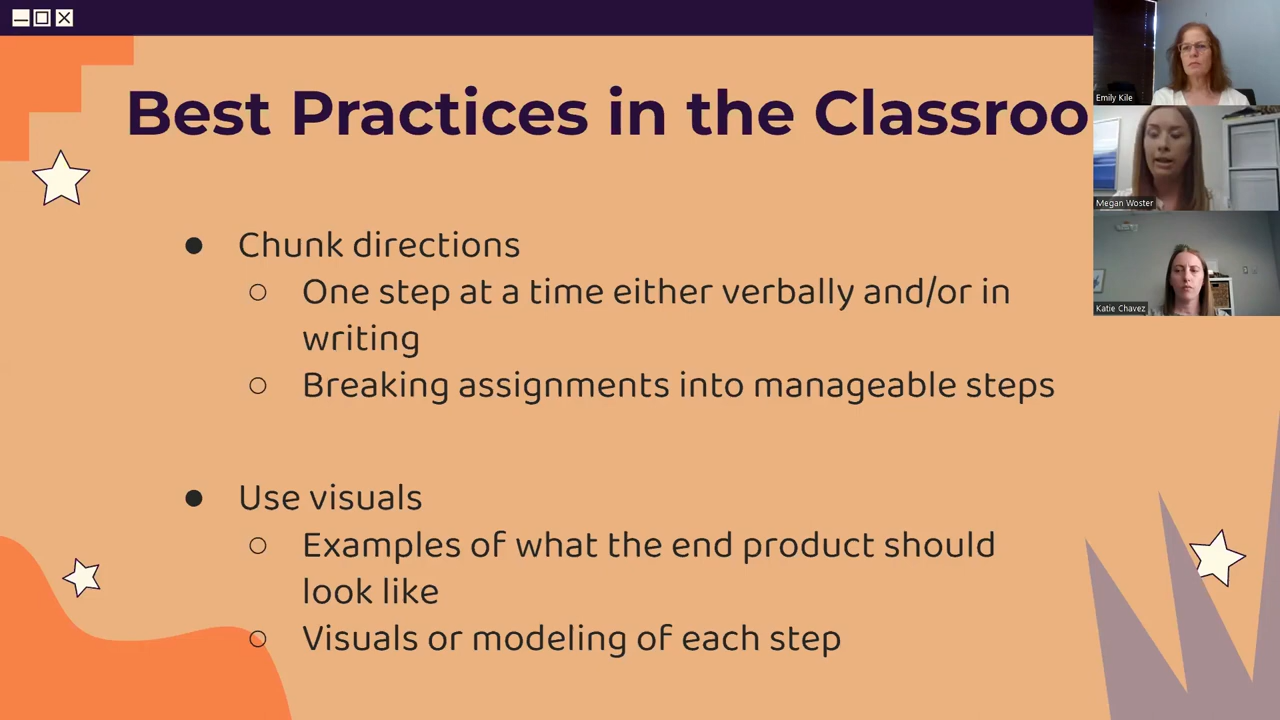 Best Practices in the Classroo
● Chunk directions
○ One step at a time either verbally and/or in
writing
○ Breaking assignments into manageable steps
● Use visuals
○ Examples of what the end product should
look like
○ Visuals or modeling of each step
Emily Kile
Megan Woster
Katie Chavez